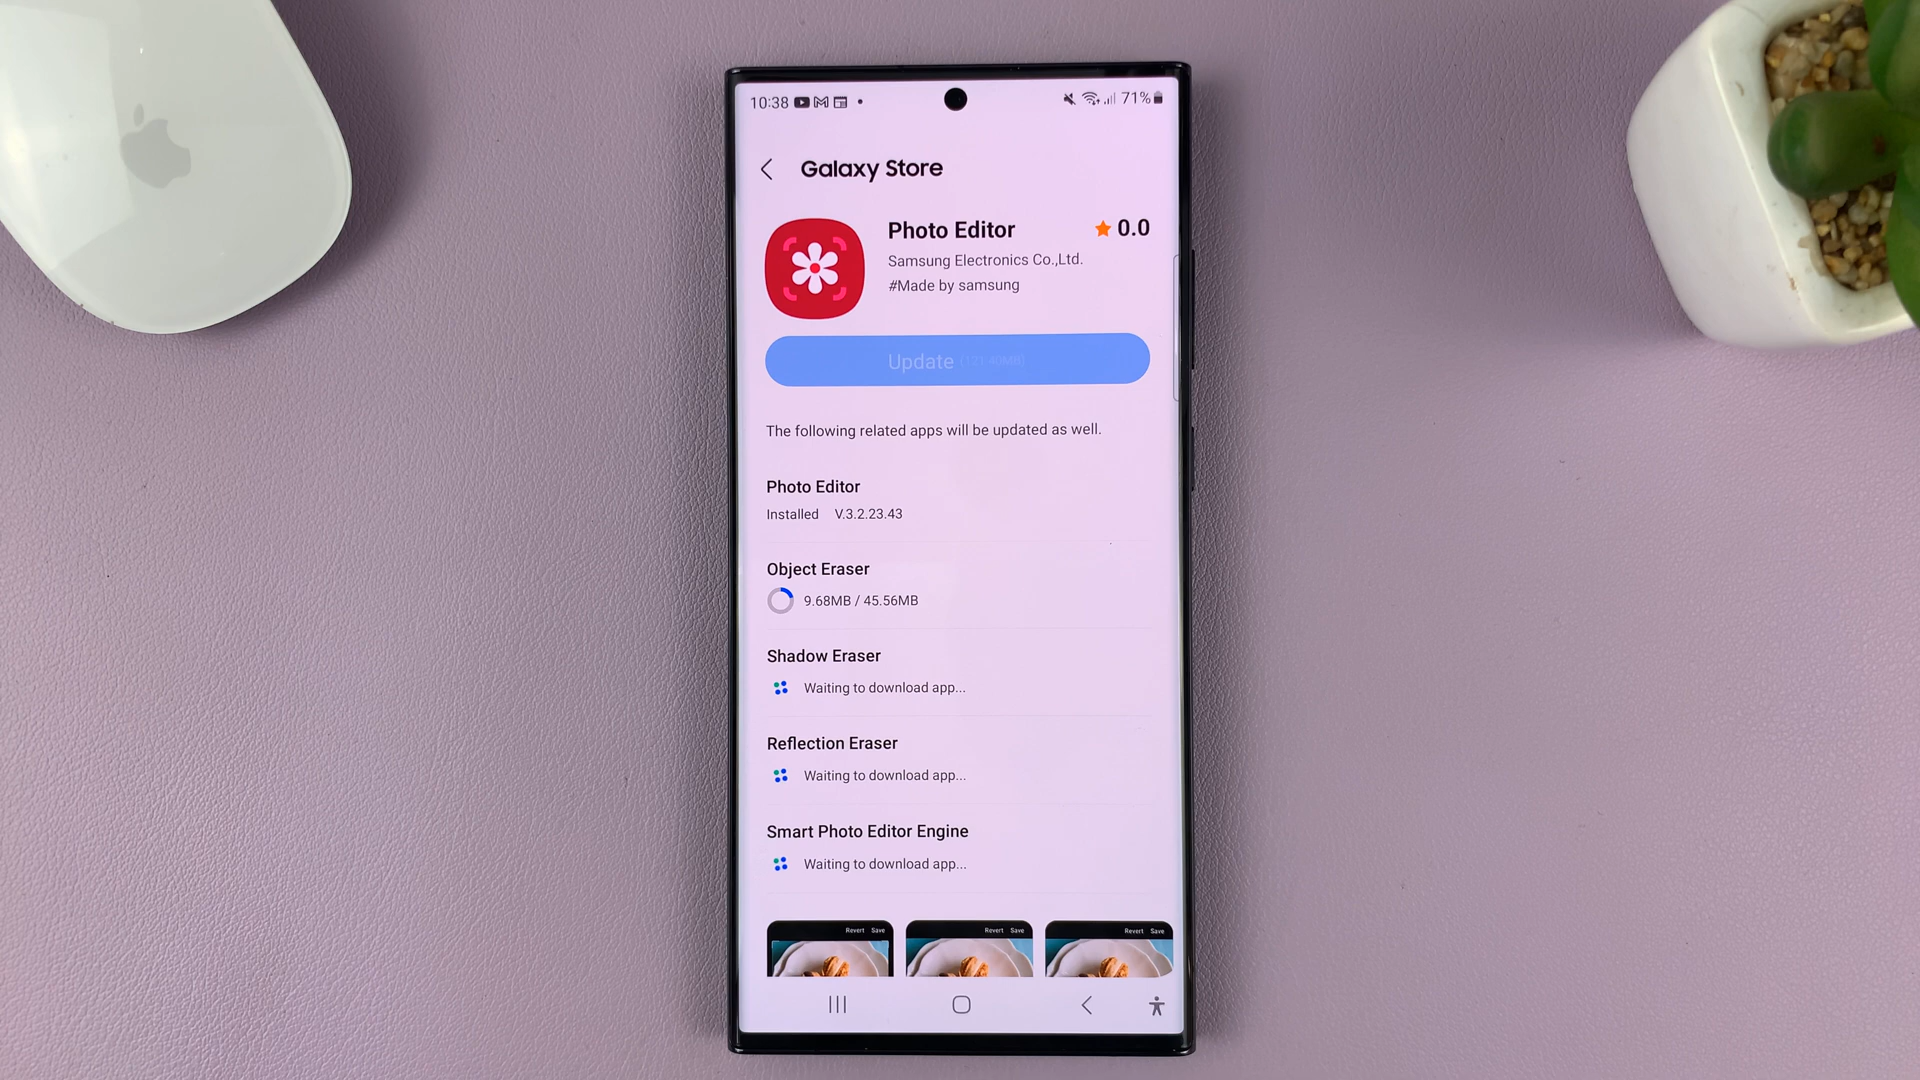 10:38
71%
Galaxy Store
Photo Editor
0.0
Samsung Electronics Co.,Ltd.
#Made by samsung
Update (121.40MB)
The following related apps will be updated as well.
Photo Editor
Installed V.3.2.23.43
Object Eraser
9.68MB / 45.56MB
Shadow Eraser
Waiting to download app...
Reflection Eraser
Waiting to download app...
Smart Photo Editor Engine
Waiting to download app...
Revert Save
Revert Save
Revert Save